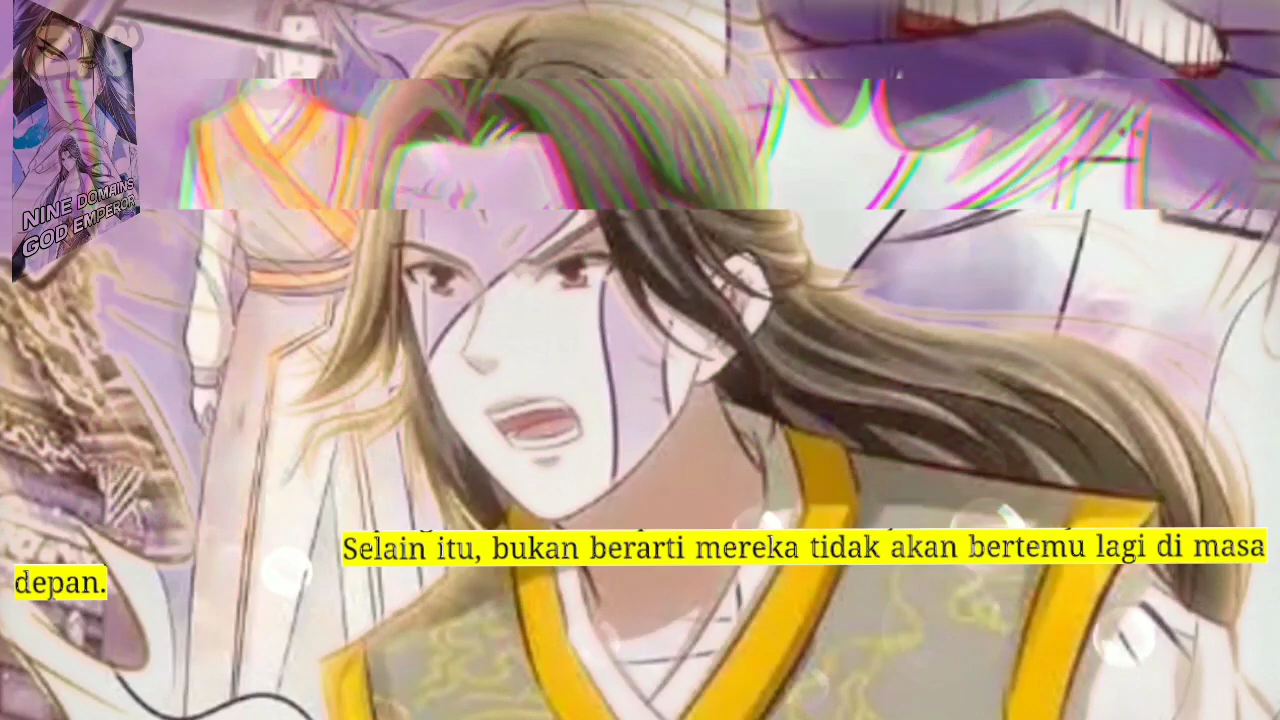 NINE DOMAINS
GOD EMPEROR
Selain itu, bukan berarti mereka tidak akan bertemu lagi di masa
depan.